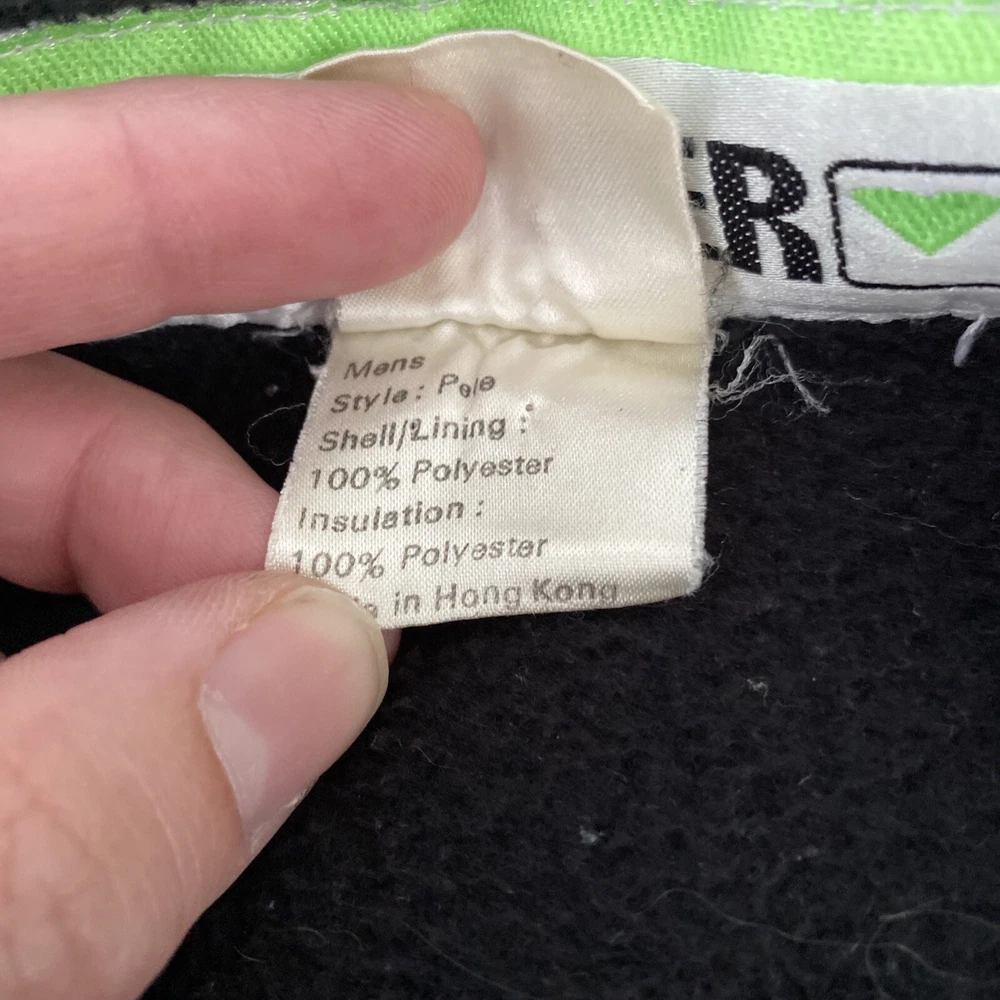 ER
Mens
Style: Pole
Shell/Lining :
100% Polyester
Insulation :
100% Polyester
in Hong Kong